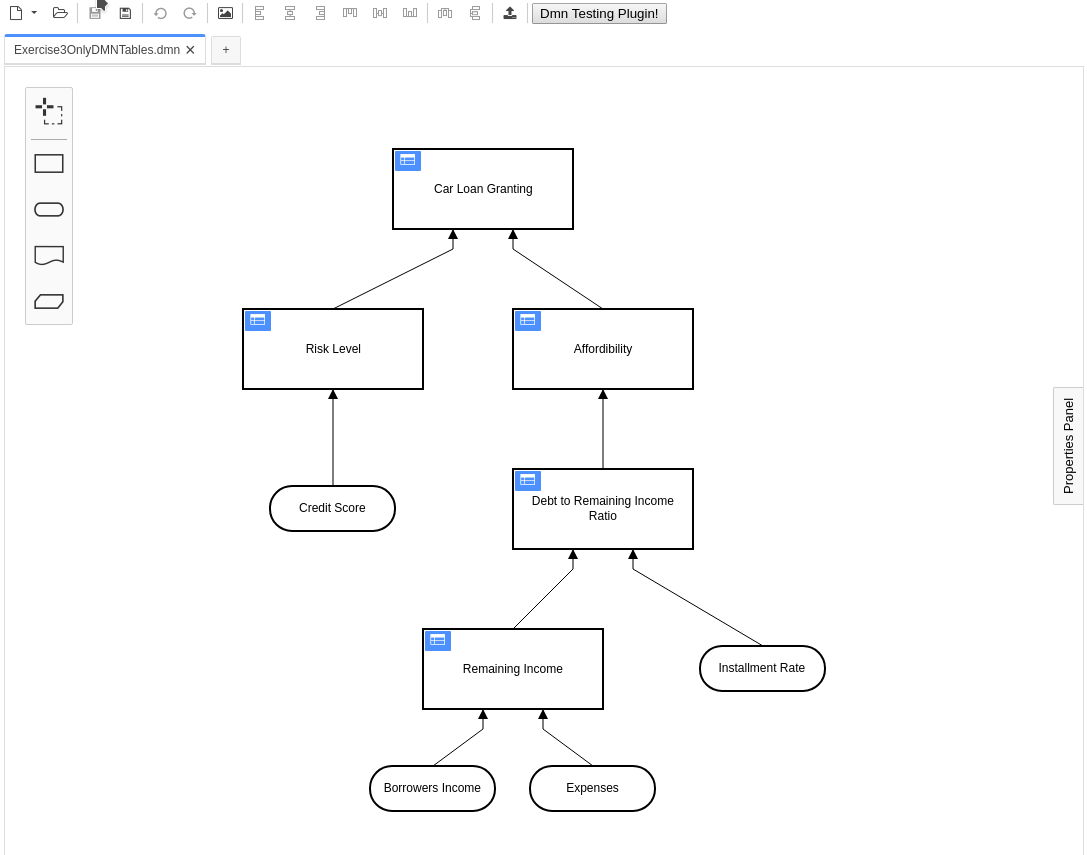 Dmn Testing Plugin!
Exercise3OnlyDMNTables.dmn
+
Car Loan Granting
Risk Level
Affordibility
Properties Panel
Credit Score
Debt to Remaining Income
Ratio
Remaining Income
Installment Rate
Borrowers Income
Expenses